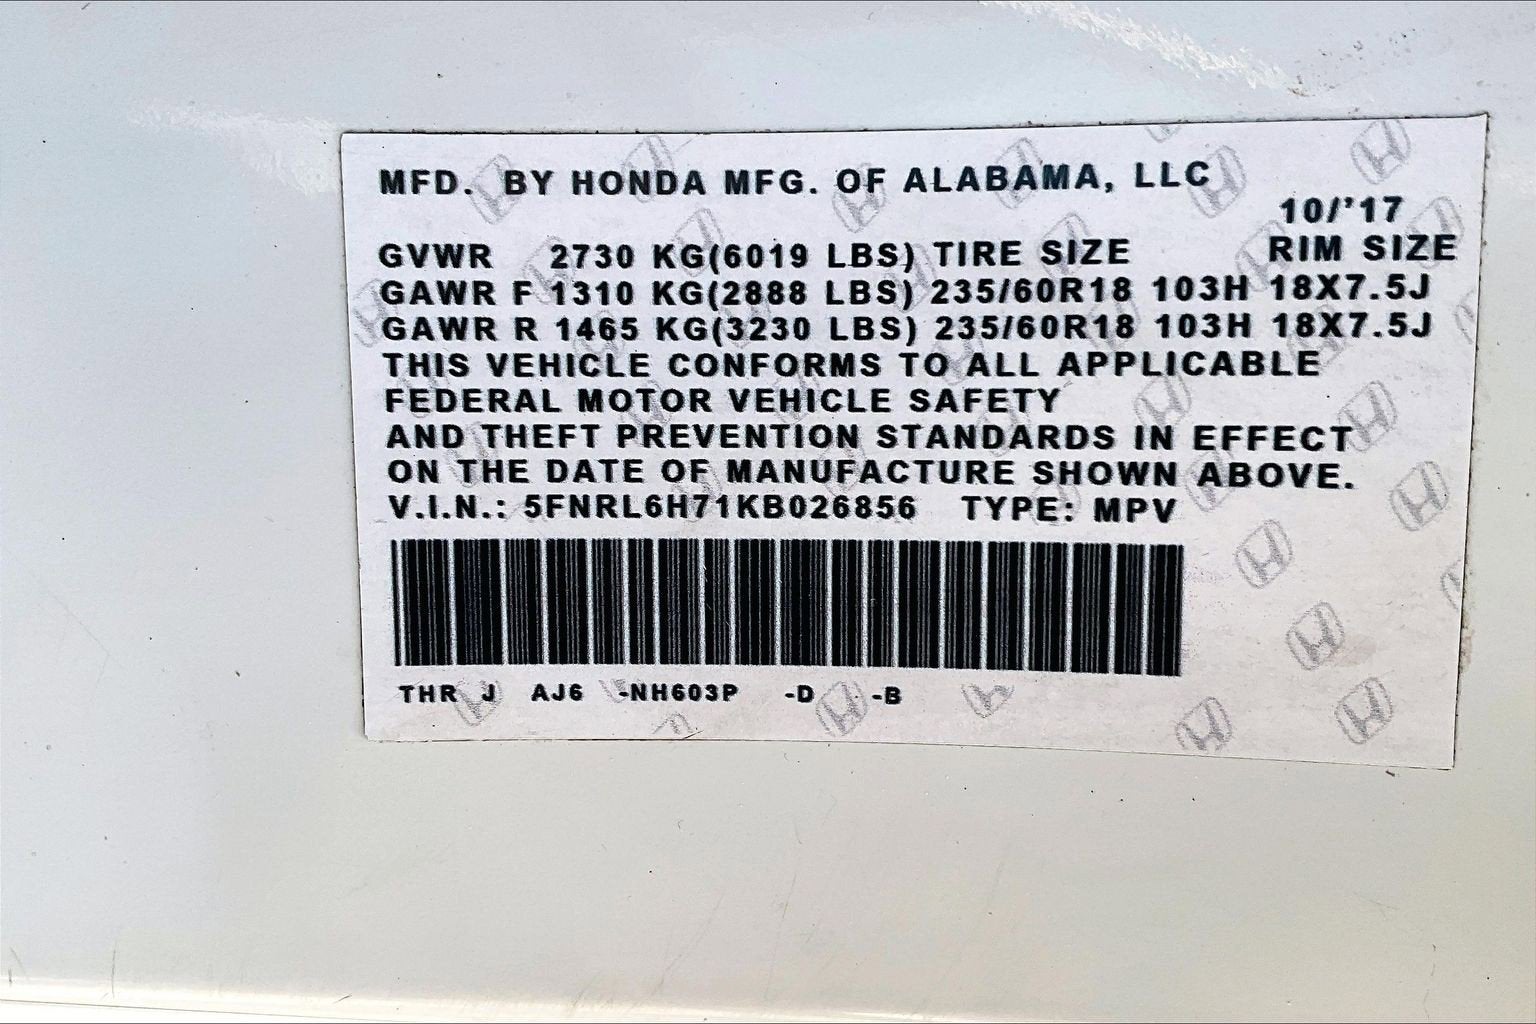 MFD. BY HONDA MFG. OF ALABAMA, LLC
10/'17
GVWR 2730 KG(6019 LBS) TIRE SIZE RIM SIZE
GAWR F 1310 KG(2888 LBS) 235/60R18 103H 18X7.5J
GAWR R 1465 KG(3230 LBS) 235/60R18 103H 18X7.5J
THIS VEHICLE CONFORMS TO ALL APPLICABLE
FEDERAL MOTOR VEHICLE SAFETY
AND THEFT PREVENTION STANDARDS IN EFFECT
ON THE DATE OF MANUFACTURE SHOWN ABOVE.
V.I.N.: 5FNRL6H71KB026856 TYPE: MPV
THR J AJ6 -NH603P -D -B